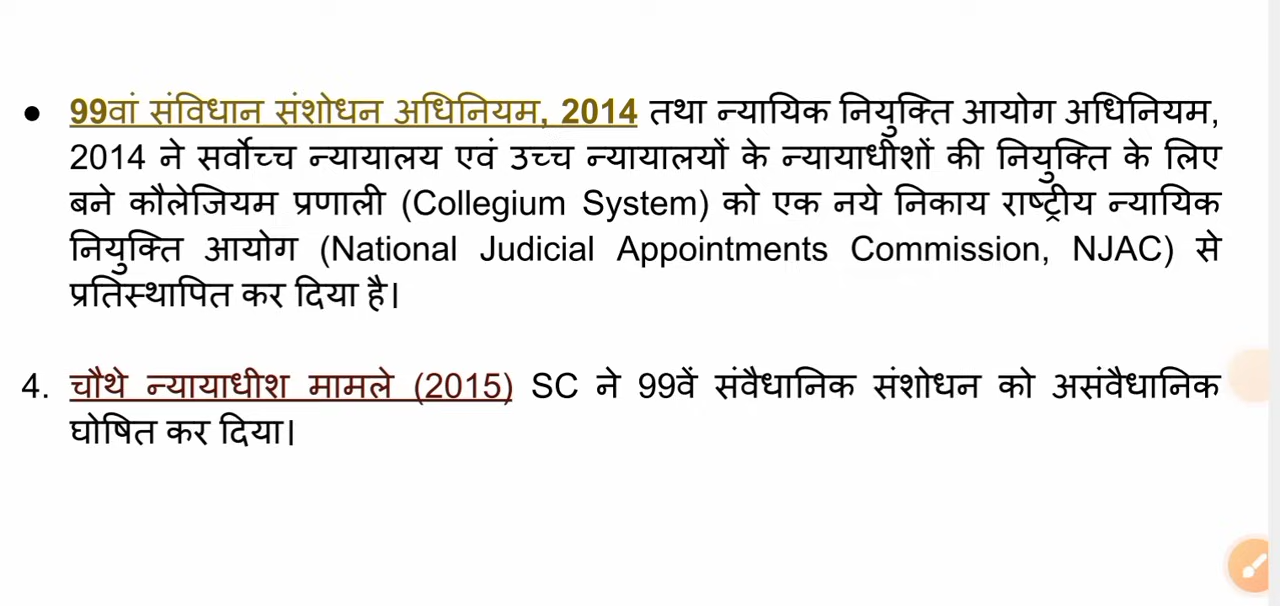 ● 99वां संविधान संशोधन अधिनियम, 2014 तथा न्यायिक नियुक्ति आयोग अधिनियम,
2014 ने सर्वोच्च न्यायालय एवं उच्च न्यायालयों के न्यायाधीशों की नियुक्ति के लिए
बने कौलेजियम प्रणाली (Collegium System) को एक नये निकाय राष्ट्रीय न्यायिक
नियुक्ति आयोग (National Judicial Appointments Commission, NJAC) से
प्रतिस्थापित कर दिया है।
4. चौथे न्यायाधीश मामले (2015) SC ने 99वें संवैधानिक संशोधन को असंवैधानिक
घोषित कर दिया।